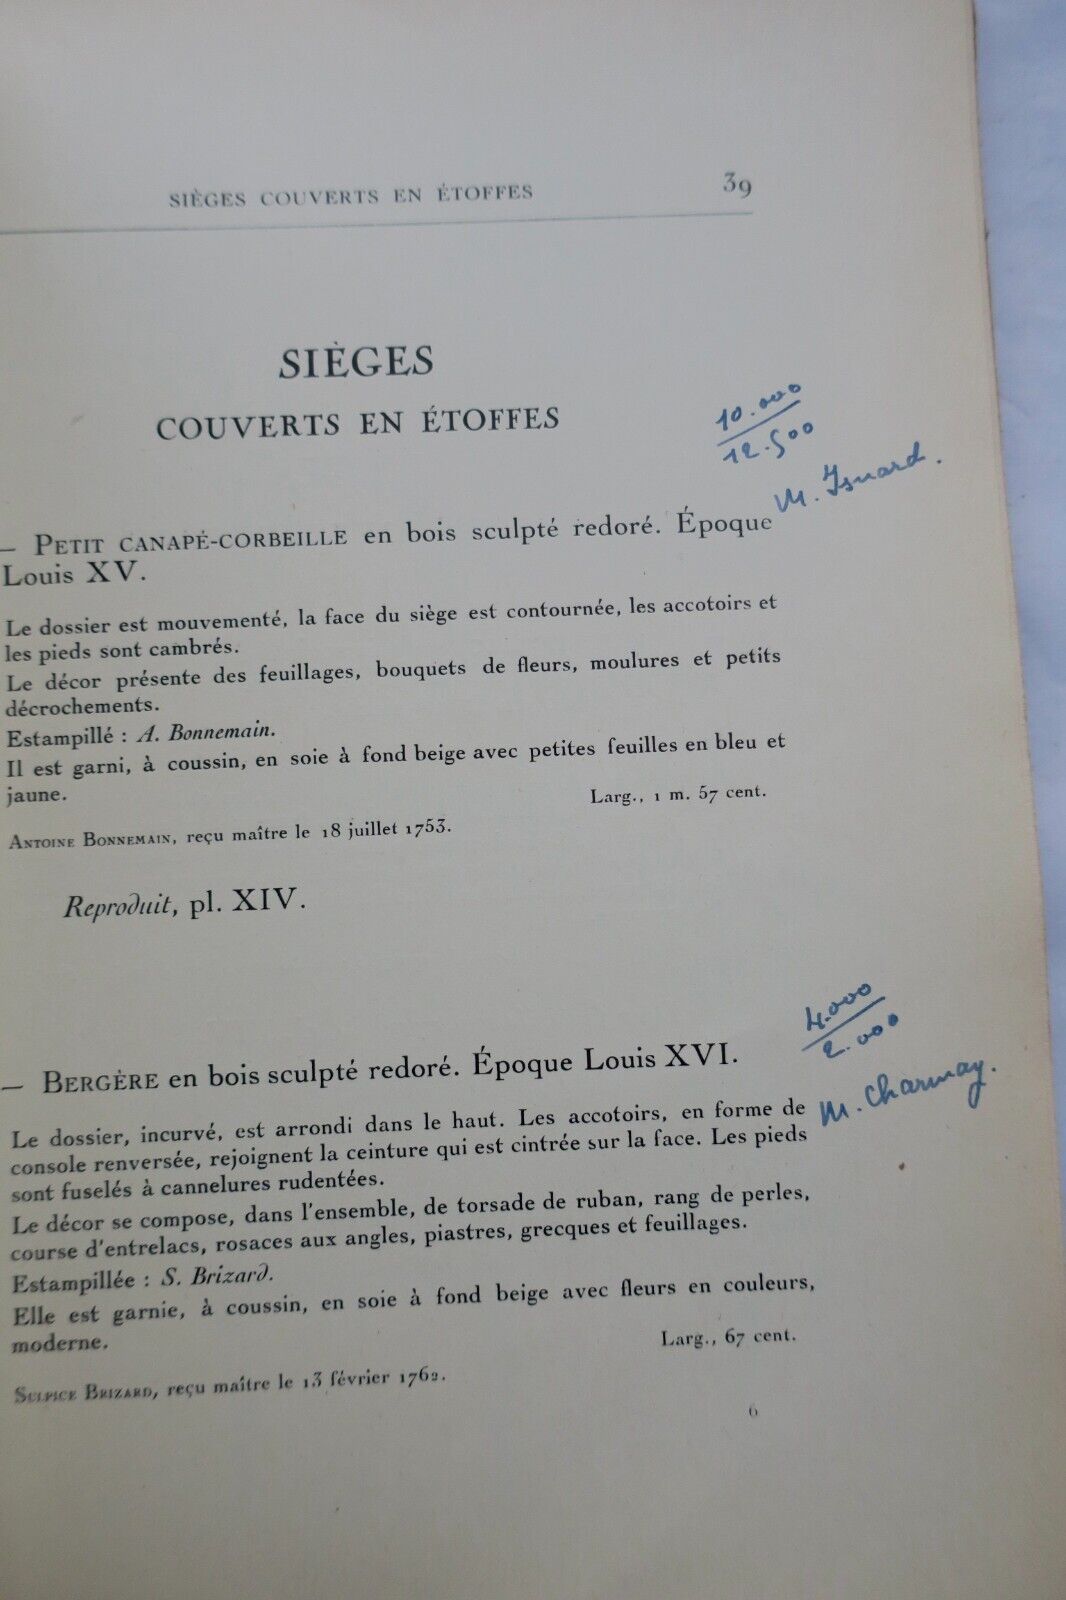 SIÈGES COUVERTS EN ÉTOFFES 39
SIÈGES
COUVERTS EN ÉTOFFES
10.000
12.500
M. Isnard.
— PETIT CANAPÉ-CORBEILLE en bois sculpté redoré. Époque
Louis XV.
Le dossier est mouvementé, la face du siège est contournée, les accotoirs et
les pieds sont cambrés.
Le décor présente des feuillages, bouquets de fleurs, moulures et petits
décrochements.
Estampillé : A. Bonnemain.
Il est garni, à coussin, en soie à fond beige avec petites feuilles en bleu et
jaune. Larg., 1 m. 57 cent.
ANTOINE BONNEMAIN, reçu maître le 18 juillet 1753.
Reproduit, pl. XIV.
4.000
2.000
M. Charmay.
— BERGÈRE en bois sculpté redoré. Époque Louis XVI.
Le dossier, incurvé, est arrondi dans le haut. Les accotoirs, en forme de
console renversée, rejoignent la ceinture qui est cintrée sur la face. Les pieds
sont fuselés à cannelures rudentées.
Le décor se compose, dans l'ensemble, de torsade de ruban, rang de perles,
course d'entrelacs, rosaces aux angles, piastres, grecques et feuillages.
Estampillée : S. Brizard.
Elle est garnie, à coussin, en soie à fond beige avec fleurs en couleurs,
moderne. Larg., 67 cent.
SULPICE BRIZARD, reçu maître le 13 février 1762.
6